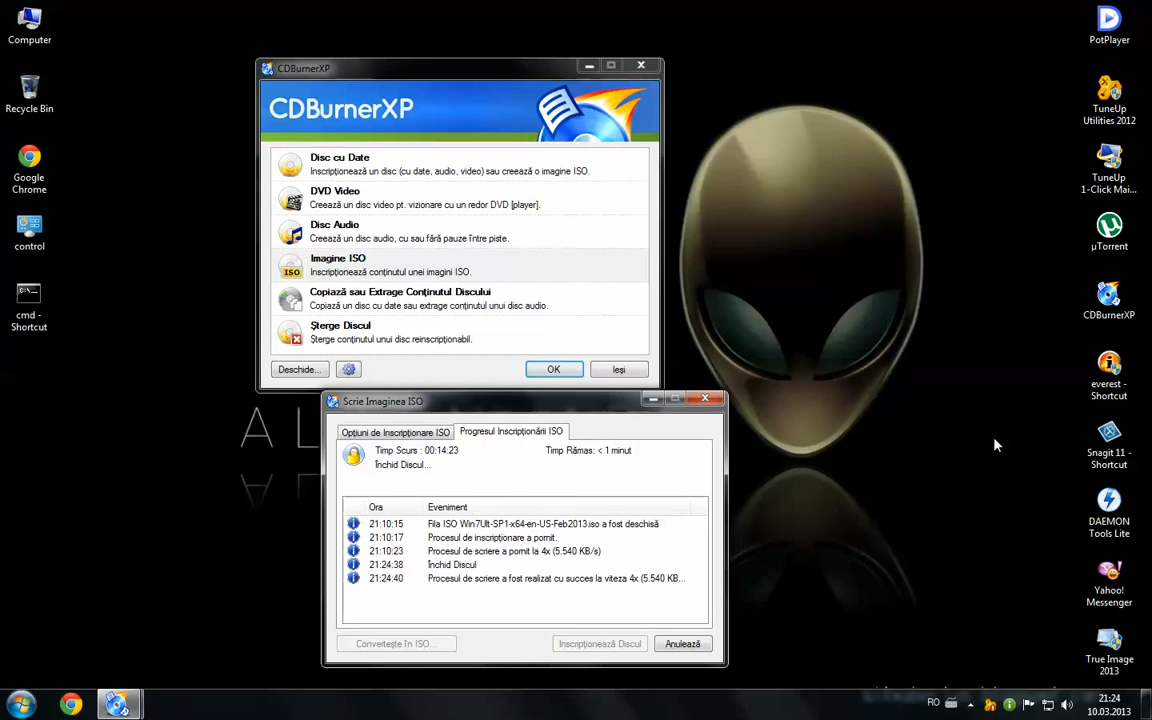 Computer
Recycle Bin
Google
Chrome
control
cmd -
Shortcut
CDBurnerXP
CDBurnerXP
Disc cu Date
Inscripţionează un disc (cu date, audio, video) sau creează o imagine ISO.
DVD Video
Creează un disc video pt. vizionare cu un redor DVD [player].
Disc Audio
Creează un disc audio, cu sau fără pauze între piste.
Imagine ISO
ISO
Inscripţionează conţinutul unei imagini ISO.
Copiază sau Extrage Conţinutul Discului
Copiază un disc cu date sau extrage conţinutul unui disc audio.
Şterge Discul
Şterge conţinutul unui disc reinscripţionabil.
Deschide...
OK
Ieşi
A L
Scrie Imaginea ISO
Opţiuni de Inscripţionare ISO
Progresul Inscripţionării ISO
Timp Scurs : 00:14:23
Timp Rămas: < 1 minut
Închid Discul...
Ora Eveniment
21:10:15 Fila ISO Win7Ult-SP1-x64-en-US-Feb2013.iso a fost deschisă
21:10:17 Procesul de inscripţionare a pornit.
21:10:23 Procesul de scriere a pornit la 4x (5.540 KB/s)
21:24:38 Închid Discul
21:24:40 Procesul de scriere a fost realizat cu succes la viteza 4x (5.540 KB...
Converteşte în ISO...
Inscripţionează Discul
Anulează
PotPlayer
TuneUp
Utilities 2012
TuneUp
1-Click Mai...
µTorrent
CDBurnerXP
everest -
Shortcut
Snagit 11 -
Shortcut
DAEMON
Tools Lite
Yahoo!
Messenger
True Image
2013
RO
21:24
10.03.2013